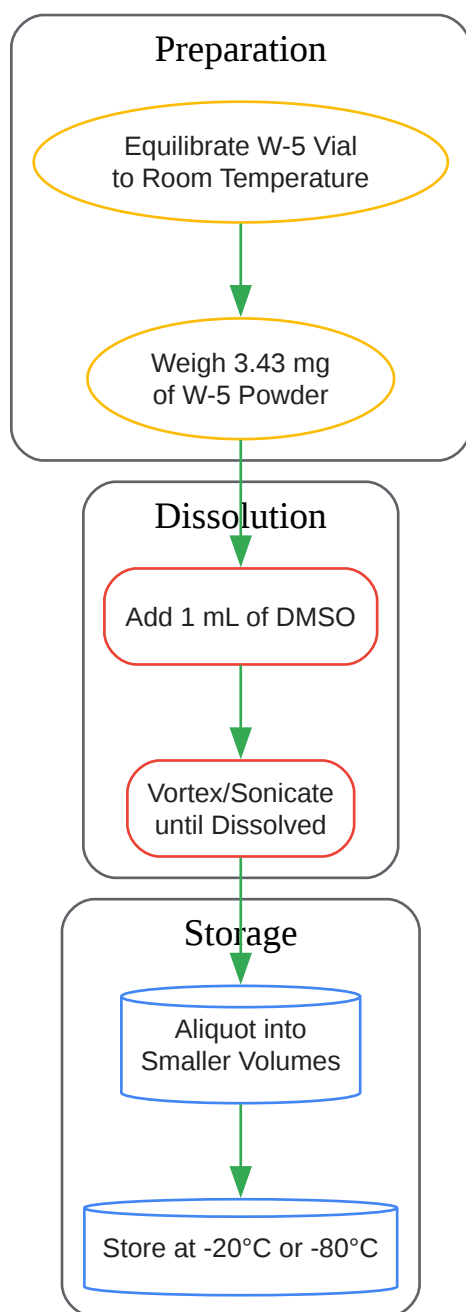 Preparation
Equilibrate W-5 Vial
to Room Temperature
Weigh 3.43 mg
of W-5 Powder
Dissolution
Add 1 mL of DMSO
Vortex/Sonicate
until Dissolved
Storage
Aliquot into
Smaller Volumes
Store at -20°C or -80°C